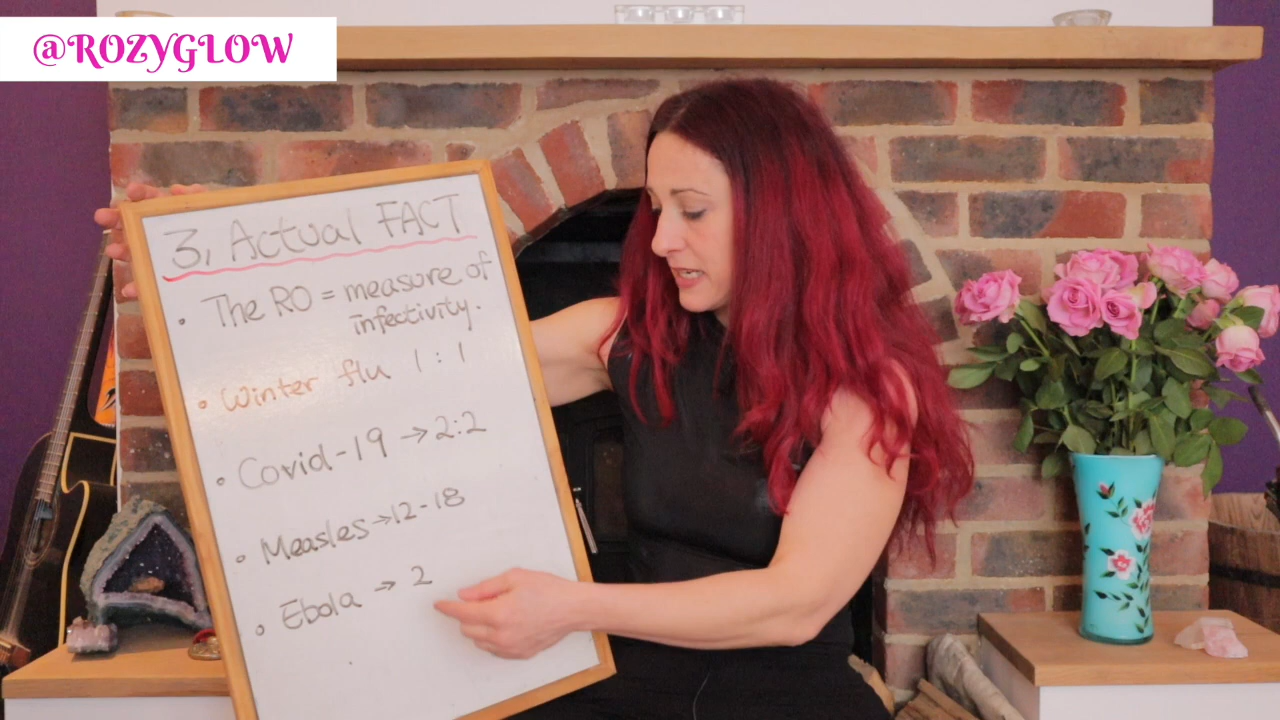 @ROZYGLOW
3, Actual FACT
• The RO = measure of
infectivity.
• Winter flu 1:1
• Covid-19 → 2:2
• Measles → 12-18
• Ebola → 2